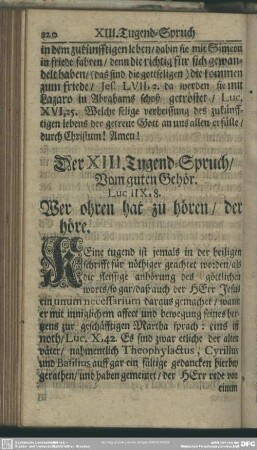 220 XIII. Tugend-Spruch
in dem zukünfftigen leben/ dahin sie mit Simeon
in friede fahren/ denn die richtig für sich gewan-
delt haben/ (das sind die gottseligen) die kommen
zum friede/ Jes. LVII. 2. da werden sie mit
Lazaro in Abrahams schoß getröstet/ Luc.
XVI, 25. Welche selige verheissung des zukünff-
tigen lebens der getreue Gott an uns allen erfülle/
durch Christum! Amen!
Der XIII. Tugend-Spruch/
Vom guten Gehör.
Luc. IIX. 8.
Wer ohren hat zu hören/ der
höre.
KEine tugend ist jemals in der heiligen
schrifft für nöthiger geachtet worden/ als
die fleissige anhörung des göttlichen
worts/ so gar/ daß auch der HErr Jesus
ein unum necessarium daraus gemachet/ wann
er mit inniglichem affect und bewegung seines her-
tzens zur geschäfftigen Martha sprach: eins ist
noth/ Luc. X, 42. Es sind zwar etliche der alten
väter/ nahmentlich Theophylactus, Cyrillus
und Basilius auff gar ein fältige gedancken hierbey
gerathen/ und haben gemeinet/ der HErr rede von
einem